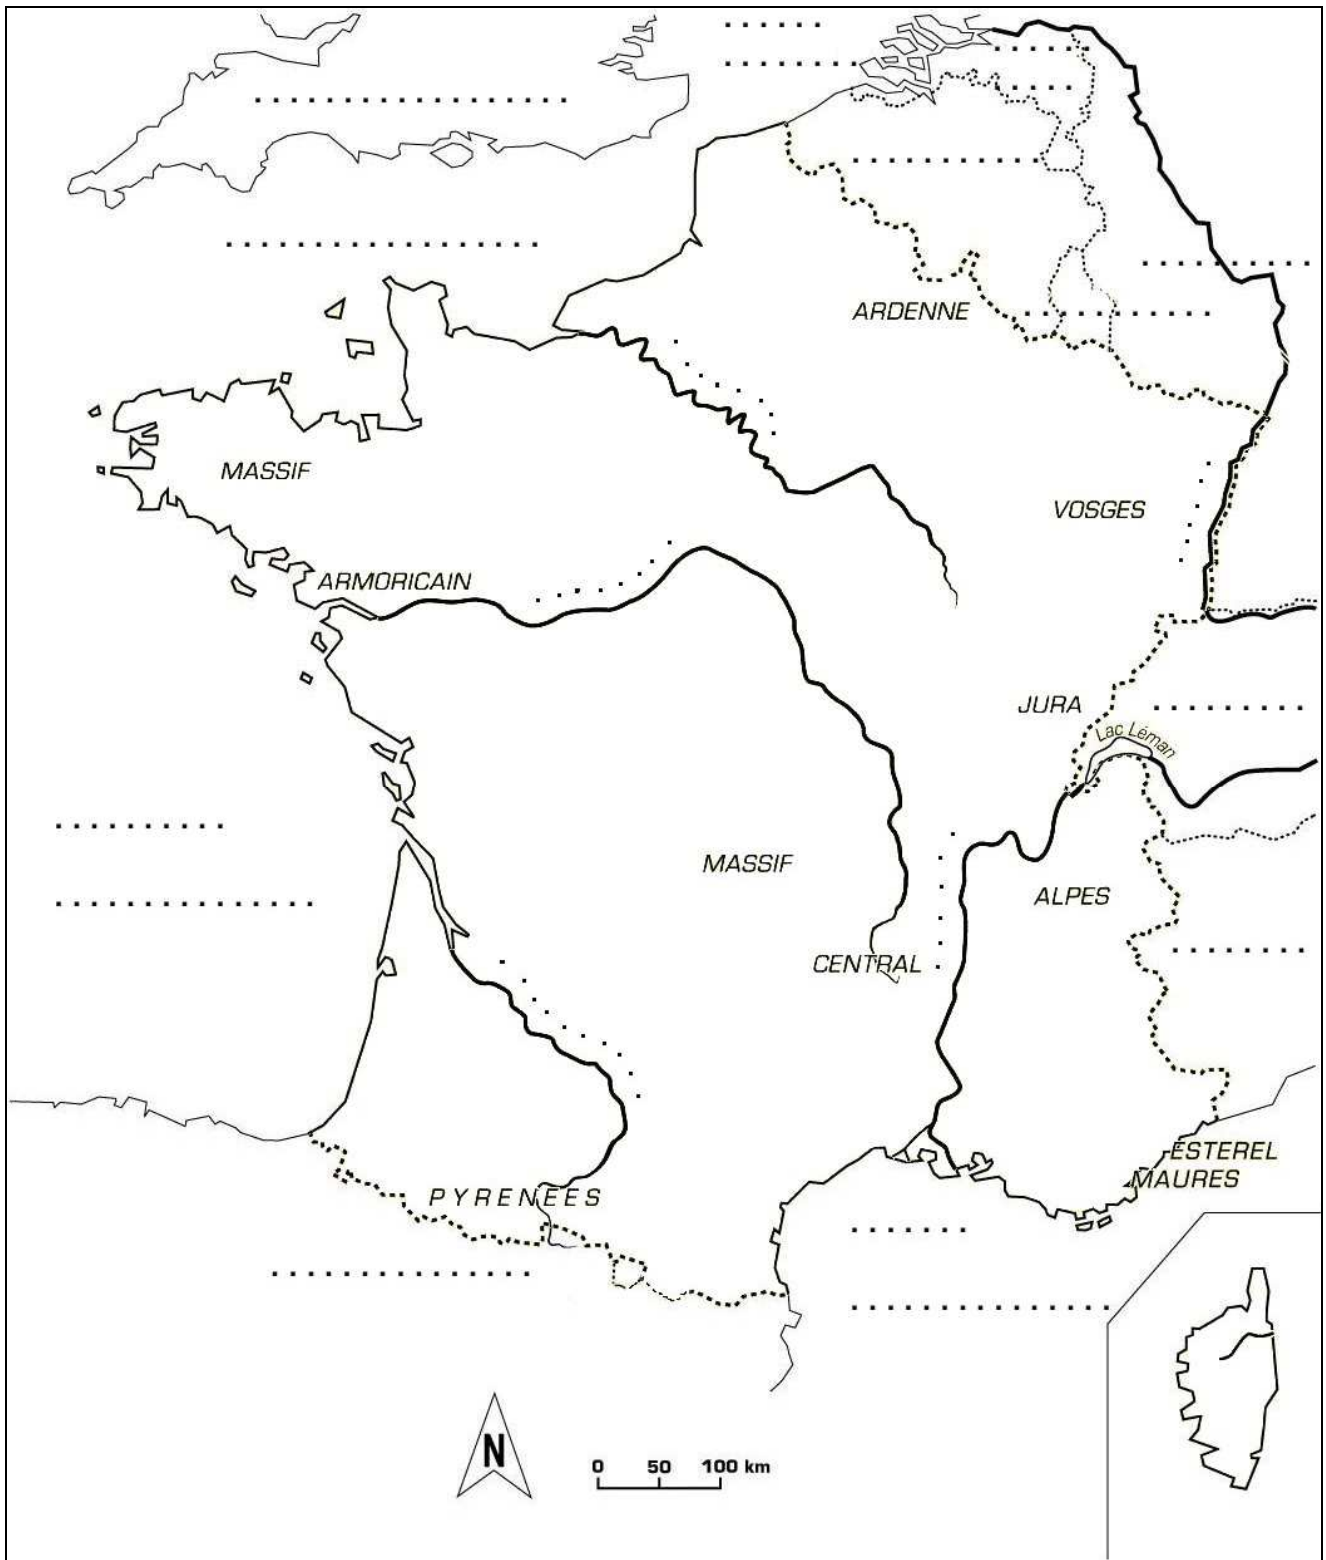 ARDENNE
MASSIF
VOSGES
ARMORICAIN
JURA
Lac Léman
MASSIF
ALPES
CENTRAL
ESTEREL
MAURES
PYRENEES
N
0 50 100 km